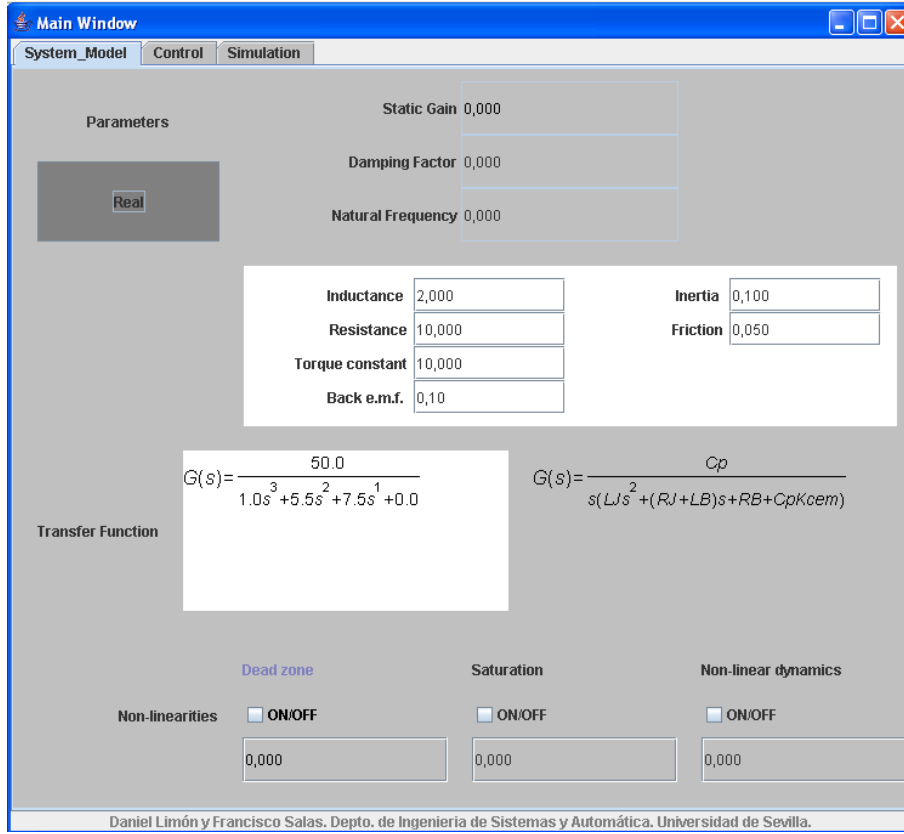 Main Window
System_Model Control Simulation
Parameters
Static Gain 0,000
Damping Factor 0,000
Real
Natural Frequency 0,000
Inductance 2,000 Inertia 0,100
Resistance 10,000 Friction 0,050
Torque constant 10,000
Back e.m.f. 0,10
G(s)= 50.0 / 1.0s^3+5.5s^2+7.5s^1+0.0 G(s)= Cp / s(LJs^2+(RJ+LB)s+RB+CpKcem)
Transfer Function
Dead zone Saturation Non-linear dynamics
Non-linearities ON/OFF ON/OFF ON/OFF
0,000 0,000 0,000
Daniel Limón y Francisco Salas. Depto. de Ingenieria de Sistemas y Automática. Universidad de Sevilla.